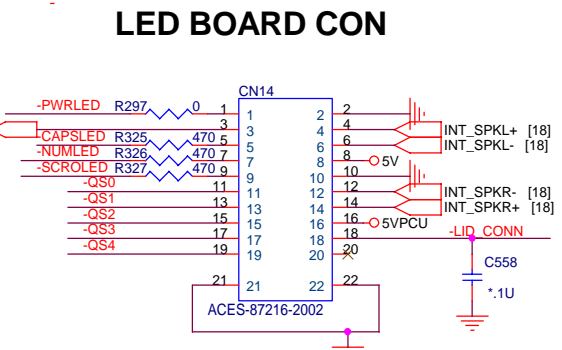 LED BOARD CON
CN14
-PWRLED R297 0 1 1 2 2
3 3 4 4 INT_SPKL+ [18]
-CAPSLED R325 470 5 5 6 6 INT_SPKL- [18]
-NUMLED R326 470 7 7 8 8 5V
-SCROLED R327 470 9 9 10 10
-QS0 11 11 12 12 INT_SPKR- [18]
-QS1 13 13 14 14 INT_SPKR+ [18]
-QS2 15 15 16 16 5VPCU
-QS3 17 17 18 18 -LID_CONN
-QS4 19 19 20 20
C558
21 21 22 22
*.1U
ACES-87216-2002